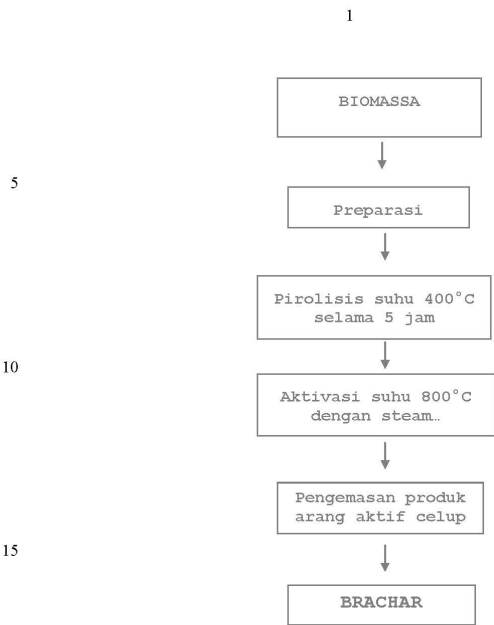 1
BIOMASSA
5
Preparasi
Pirolisis suhu 400°C
selama 5 jam
10
Aktivasi suhu 800°C
dengan steam…
Pengemasan produk
arang aktif celup
15
BRACHAR